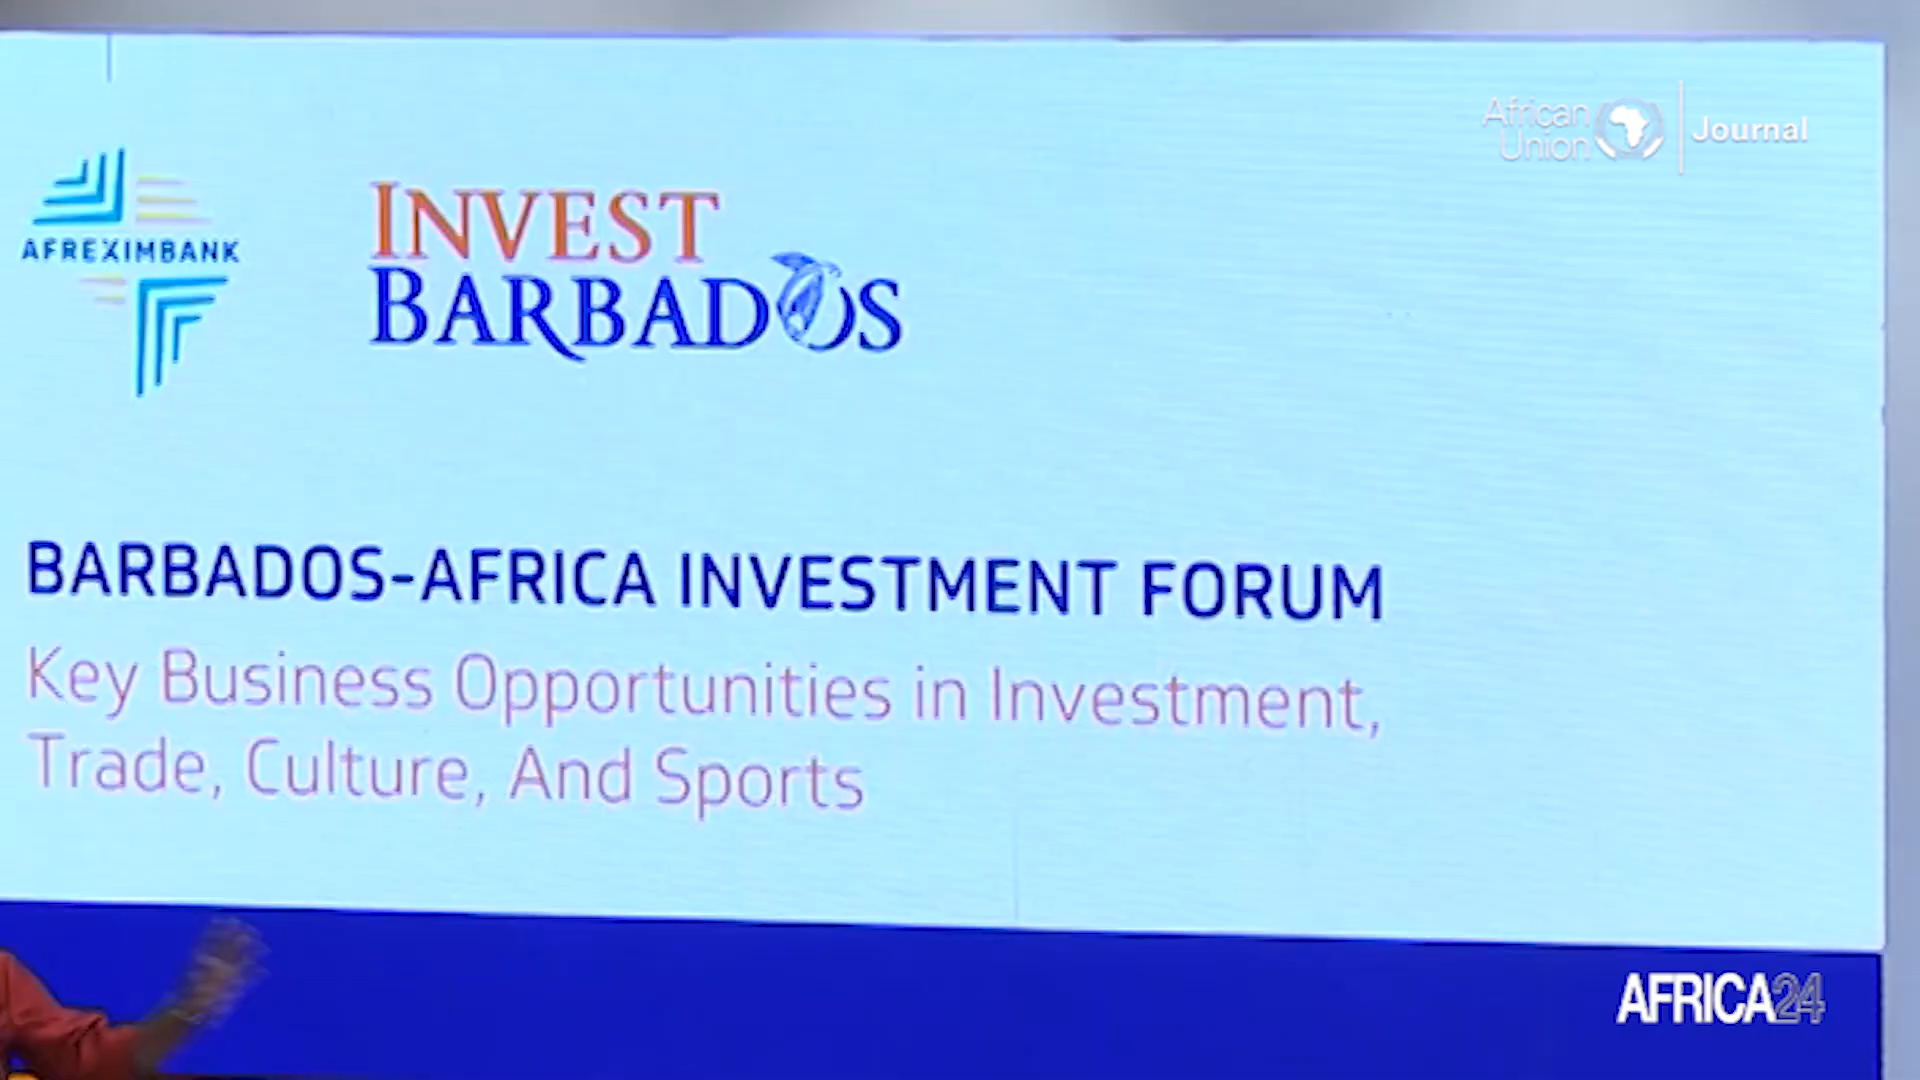 African
Union
Journal
AFREXIMBANK
INVEST
BARBADOS
BARBADOS-AFRICA INVESTMENT FORUM
Key Business Opportunities in Investment,
Trade, Culture, And Sports
AFRICA24